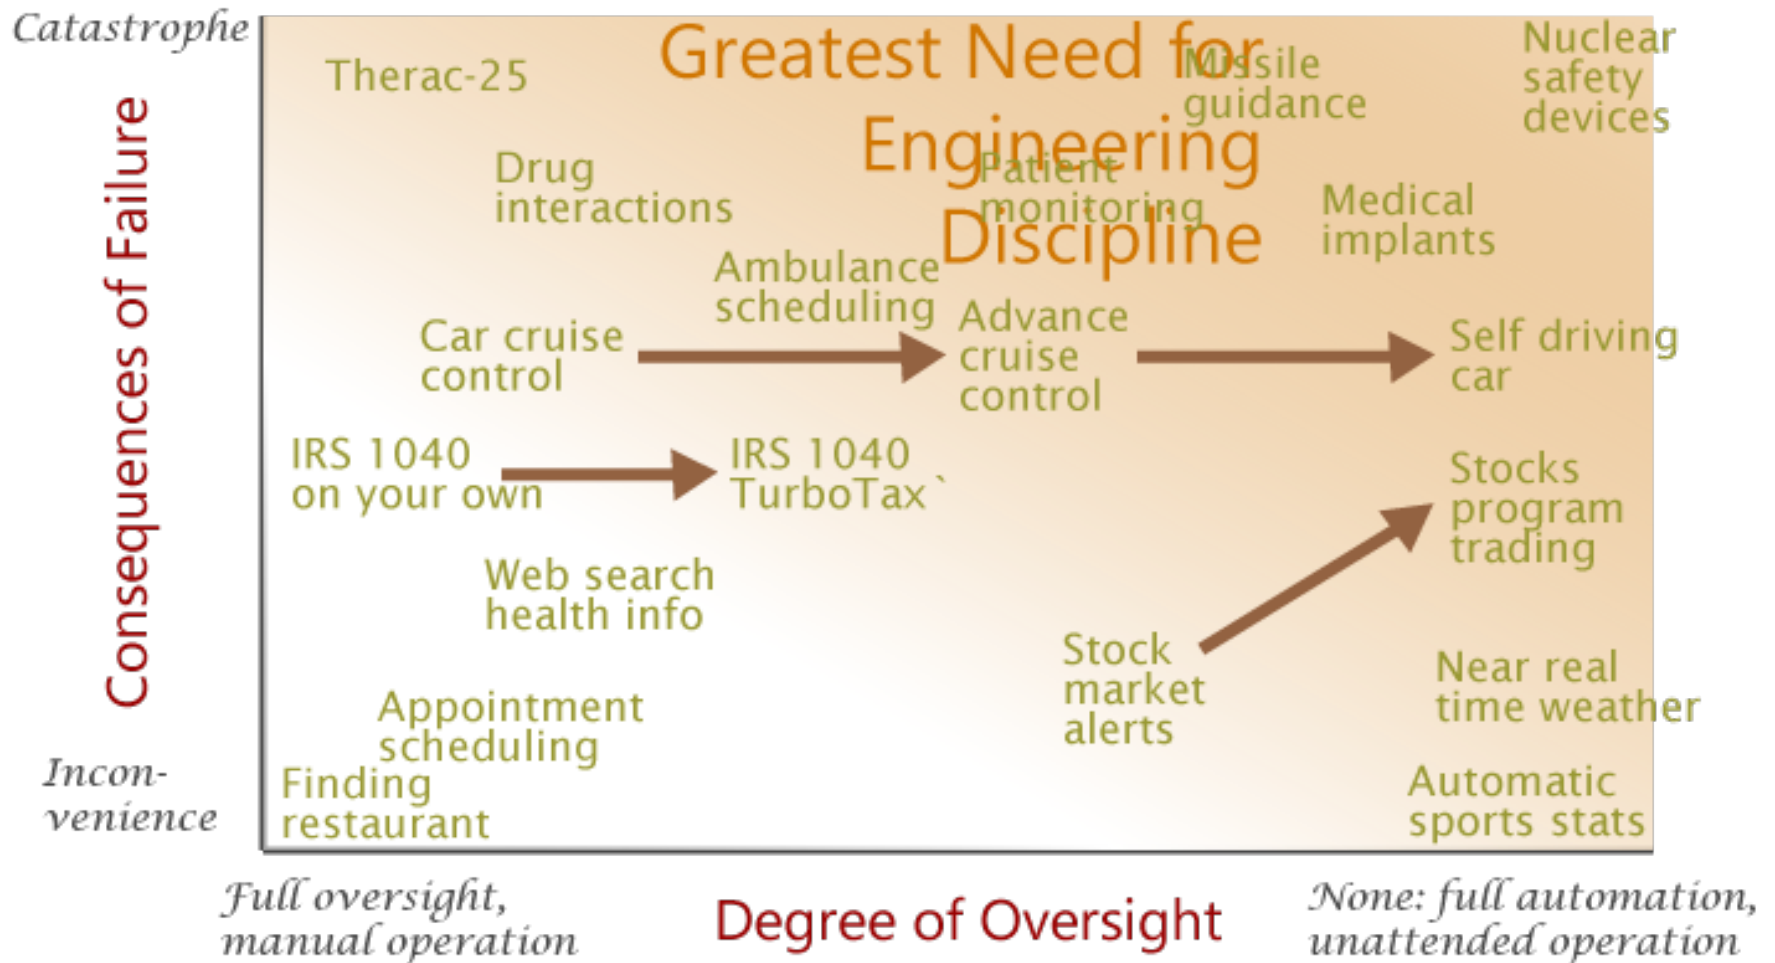 Catastrophe
Consequences of Failure
Incon-
venience
Greatest Need for
Engineering
Discipline
Therac-25
Missile
guidance
Nuclear
safety
devices
Drug
interactions
Patient
monitoring
Medical
implants
Ambulance
scheduling
Car cruise
control
Advance
cruise
control
Self driving
car
IRS 1040
on your own
IRS 1040
TurboTax`
Stocks
program
trading
Web search
health info
Stock
market
alerts
Near real
time weather
Appointment
scheduling
Finding
restaurant
Automatic
sports stats
Full oversight,
manual operation
Degree of Oversight
None: full automation,
unattended operation